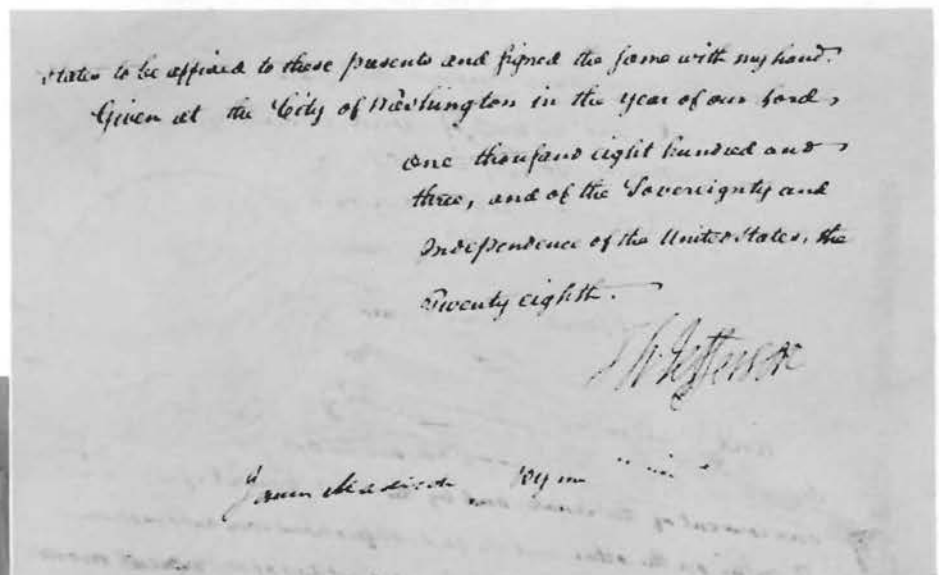 states to be affixed to these presents and signed the same with my hand.
Given at the City of Washington in the year of our Lord,
one thousand eight hundred and
three, and of the Sovereignty and
Independence of the United States, the
Twenty eighth.
Th Jefferson
James Madison